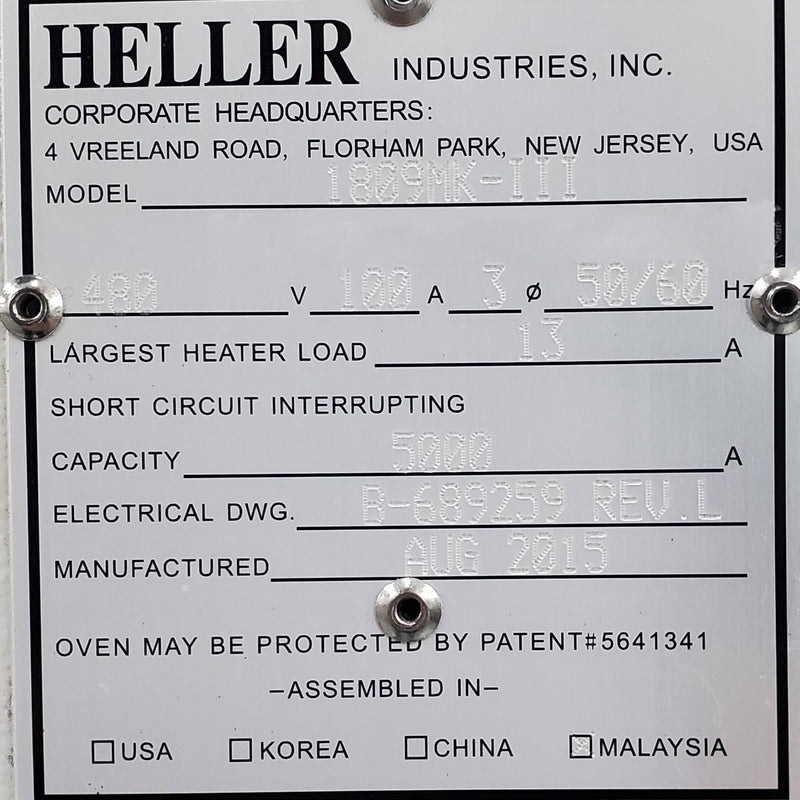 HELLER INDUSTRIES, INC.
CORPORATE HEADQUARTERS:
4 VREELAND ROAD, FLORHAM PARK, NEW JERSEY, USA
MODEL 1809MK-III
480 V 100 A 3 ø 50/60 Hz
LARGEST HEATER LOAD 13 A
SHORT CIRCUIT INTERRUPTING
CAPACITY 5000 A
ELECTRICAL DWG. B-689259 REV.L
MANUFACTURED AUG 2015
OVEN MAY BE PROTECTED BY PATENT#5641341
–ASSEMBLED IN–
☐ USA ☐ KOREA ☐ CHINA ☒ MALAYSIA